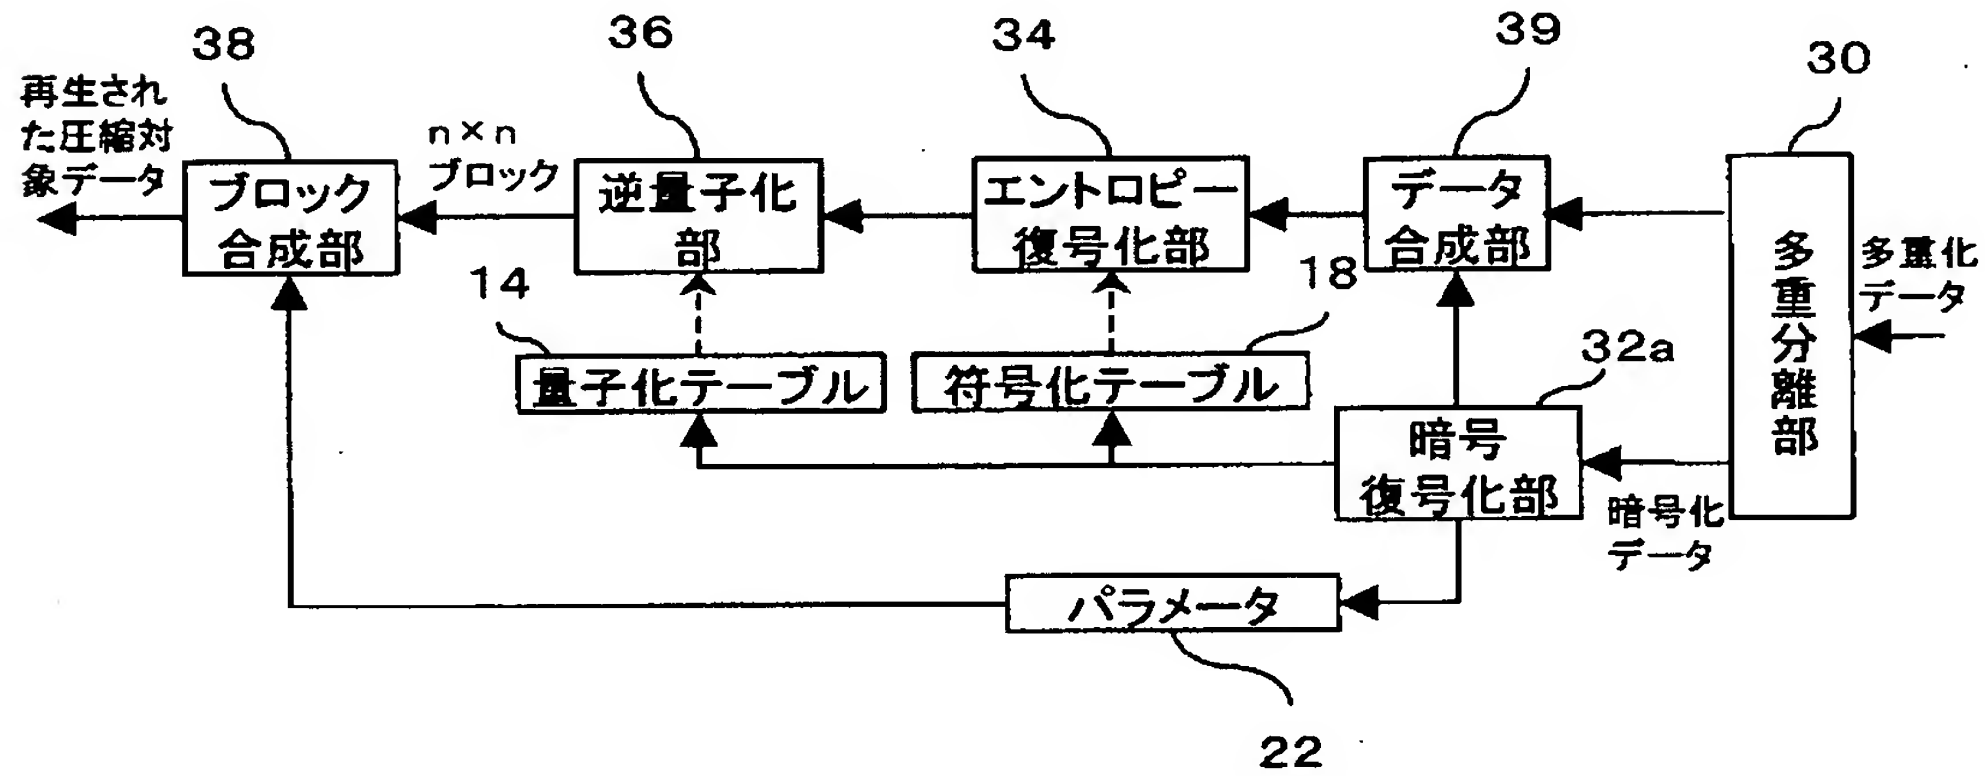 38
36
34
39
30
再生され
た圧縮対
象データ
n×n
ブロック
ブロック
合成部
逆量子化
部
エントロピー
復号化部
データ
合成部
多重分離部
多重化
データ
14
18
32a
量子化テーブル
符号化テーブル
暗号
復号化部
暗号化
データ
パラメータ
22